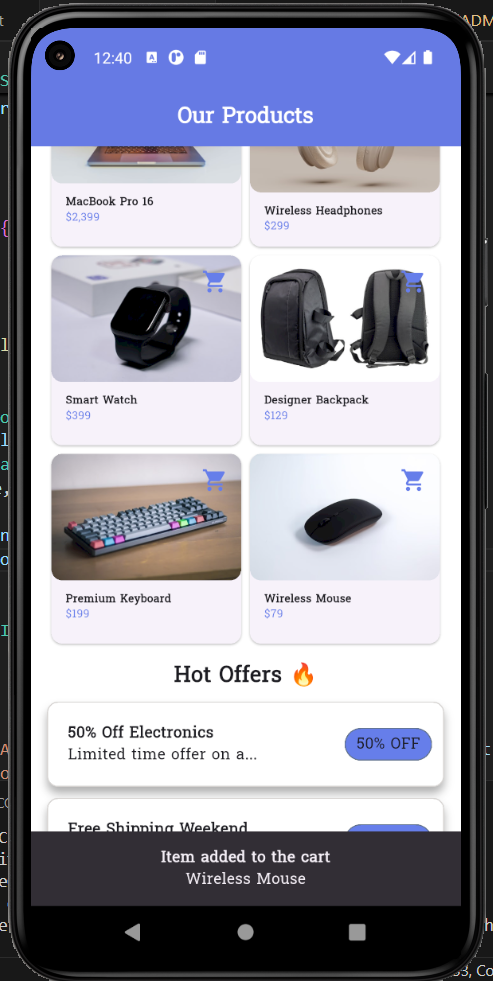 12:40
Our Products
MacBook Pro 16
$2,399
Wireless Headphones
$299
Smart Watch
$399
Designer Backpack
$129
Premium Keyboard
$199
Wireless Mouse
$79
Hot Offers 🔥
50% Off Electronics
Limited time offer on a...
50% OFF
Free Shipping Weekend
Item added to the cart
Wireless Mouse